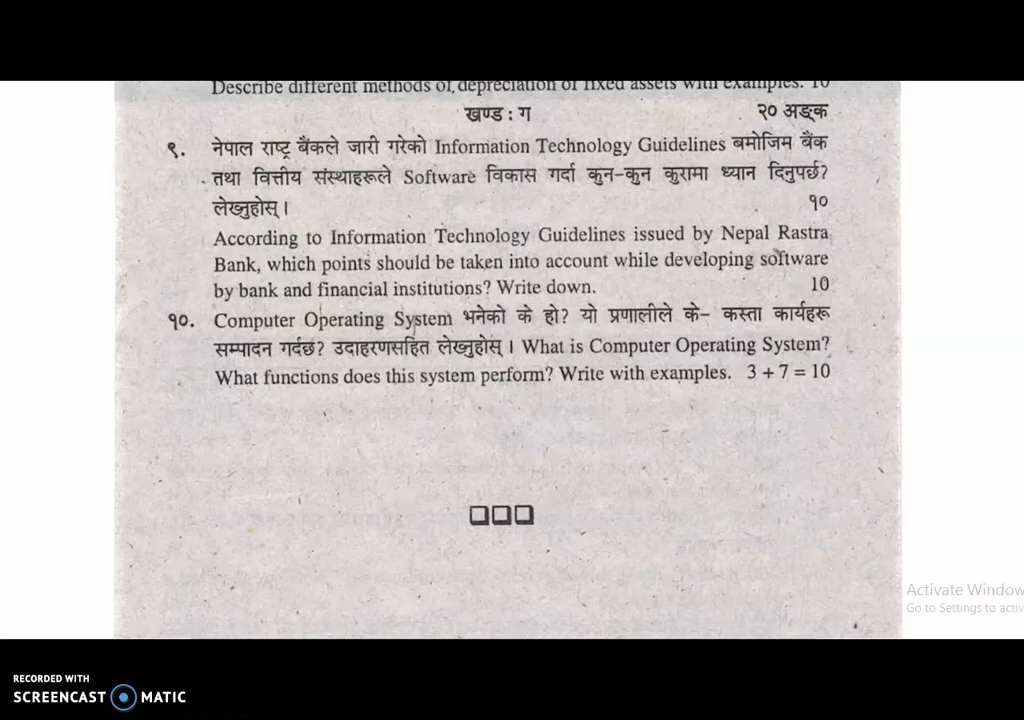 Describe different methods of depreciation of fixed assets with examples. 10
खण्ड : ग २० अङ्क
९. नेपाल राष्ट्र बैंकले जारी गरेको Information Technology Guidelines बमोजिम बैंक
तथा वित्तीय संस्थाहरूले Software विकास गर्दा कुन-कुन कुरामा ध्यान दिनुपर्छ?
लेख्नुहोस् । १०
According to Information Technology Guidelines issued by Nepal Rastra
Bank, which points should be taken into account while developing software
by bank and financial institutions? Write down. 10
१०. Computer Operating System भनेको के हो? यो प्रणालीले के- कस्ता कार्यहरू
सम्पादन गर्दछ? उदाहरणसहित लेख्नुहोस् । What is Computer Operating System?
What functions does this system perform? Write with examples. 3 + 7 = 10
Activate Window
Go to Settings to activ
RECORDED WITH
SCREENCAST MATIC